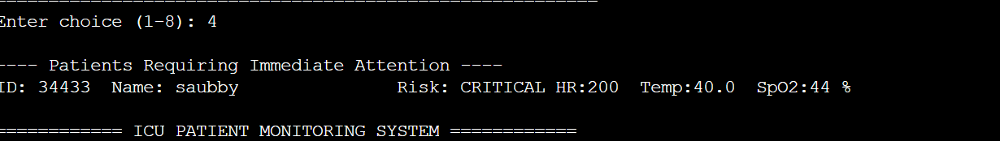 ============================================================
Enter choice (1-8): 4
---- Patients Requiring Immediate Attention ----
ID: 34433  Name: saubby               Risk: CRITICAL HR:200  Temp:40.0  SpO2:44 %
============ ICU PATIENT MONITORING SYSTEM ============